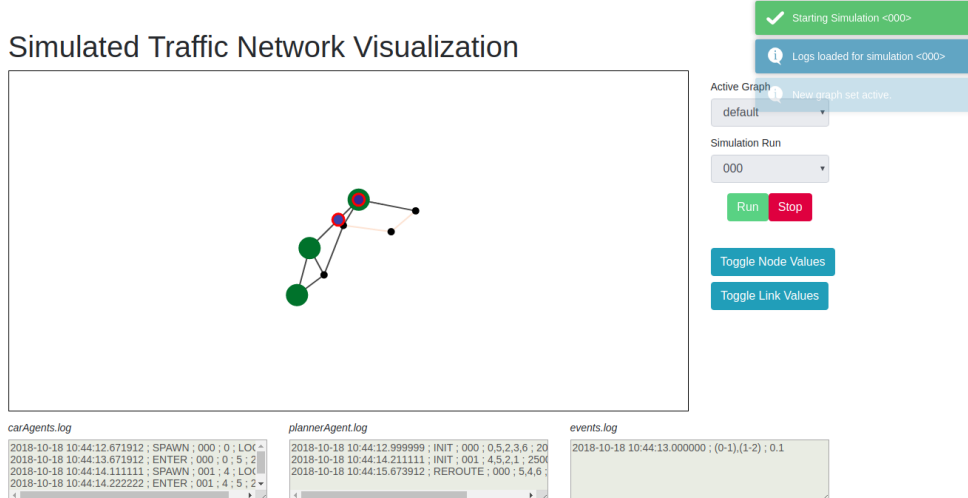 Starting Simulation <000>
Simulated Traffic Network Visualization
Logs loaded for simulation <000>
New graph set active.
Active Graph
default
Simulation Run
000
Run Stop
Toggle Node Values
Toggle Link Values
carAgents.log
2018-10-18 10:44:12.671912 ; SPAWN ; 000 ; 0 ; LOC
2018-10-18 10:44:13.671912 ; ENTER ; 000 ; 0 ; 5 ; 2
2018-10-18 10:44:14.111111 ; SPAWN ; 001 ; 4 ; LOC
2018-10-18 10:44:14.222222 ; ENTER ; 001 ; 4 ; 5 ; 2
plannerAgent.log
2018-10-18 10:44:12.999999 ; INIT ; 000 ; 0,5,2,3,6 ; 20
2018-10-18 10:44:14.211111 ; INIT ; 001 ; 4,5,2,1 ; 2500
2018-10-18 10:44:15.673912 ; REROUTE ; 000 ; 5,4,6 ;
events.log
2018-10-18 10:44:13.000000 ; (0-1),(1-2) ; 0.1